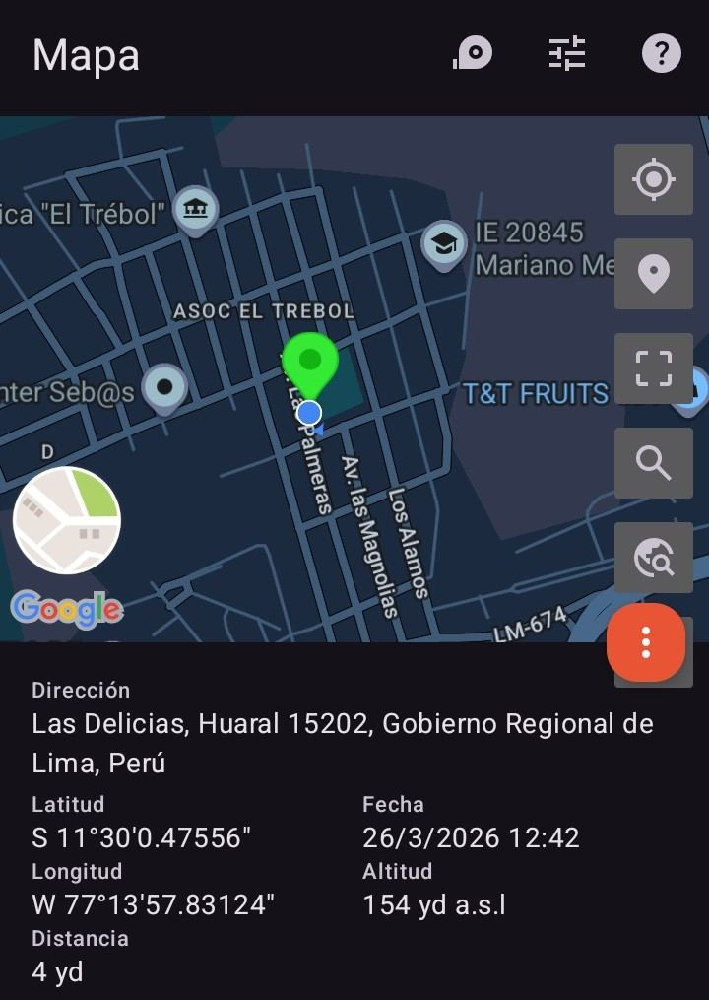 Mapa
ica "El Trébol"
IE 20845
Mariano Me
ASOC EL TREBOL
nter Seb@s
T&T FRUITS
D
Las Palmeras
Av. las Magnolias
Los Alamos
Google
LM-674
Dirección
Las Delicias, Huaral 15202, Gobierno Regional de
Lima, Perú
Latitud
S 11°30'0.47556"
Fecha
26/3/2026 12:42
Longitud
W 77°13'57.83124"
Altitud
154 yd a.s.l
Distancia
4 yd